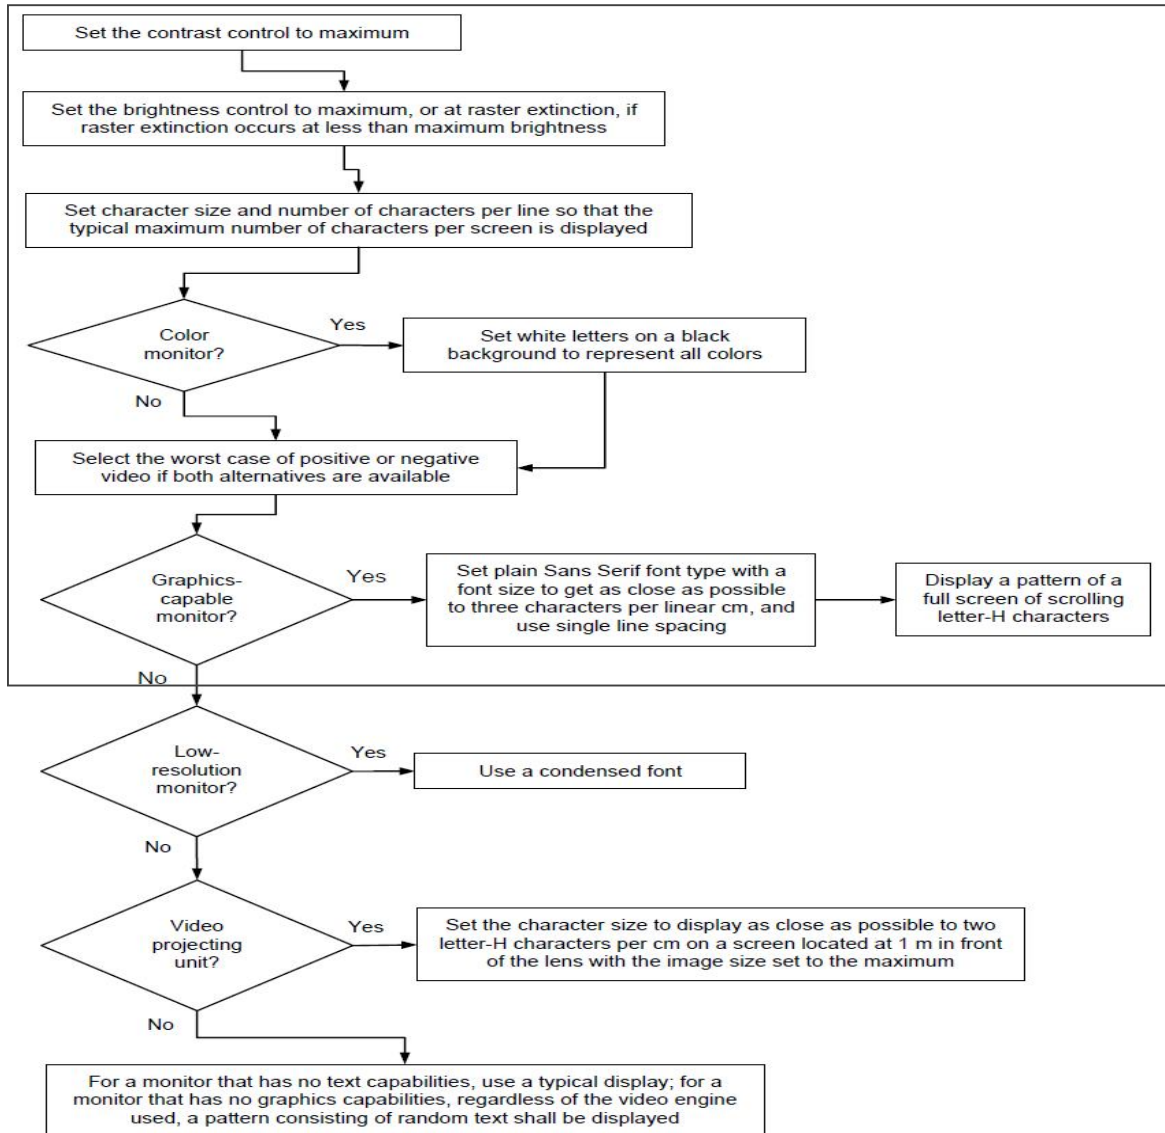 Set the contrast control to maximum
Set the brightness control to maximum, or at raster extinction, if
raster extinction occurs at less than maximum brightness
Set character size and number of characters per line so that the
typical maximum number of characters per screen is displayed
Color
monitor?
Yes
Set white letters on a black
background to represent all colors
No
Select the worst case of positive or negative
video if both alternatives are available
Graphics-
capable
monitor?
Yes
Set plain Sans Serif font type with a
font size to get as close as possible
to three characters per linear cm, and
use single line spacing
Display a pattern of a
full screen of scrolling
letter-H characters
No
Low-
resolution
monitor?
Yes
Use a condensed font
No
Video
projecting
unit?
Yes
Set the character size to display as close as possible to two
letter-H characters per cm on a screen located at 1 m in front
of the lens with the image size set to the maximum
No
For a monitor that has no text capabilities, use a typical display; for a
monitor that has no graphics capabilities, regardless of the video engine
used, a pattern consisting of random text shall be displayed